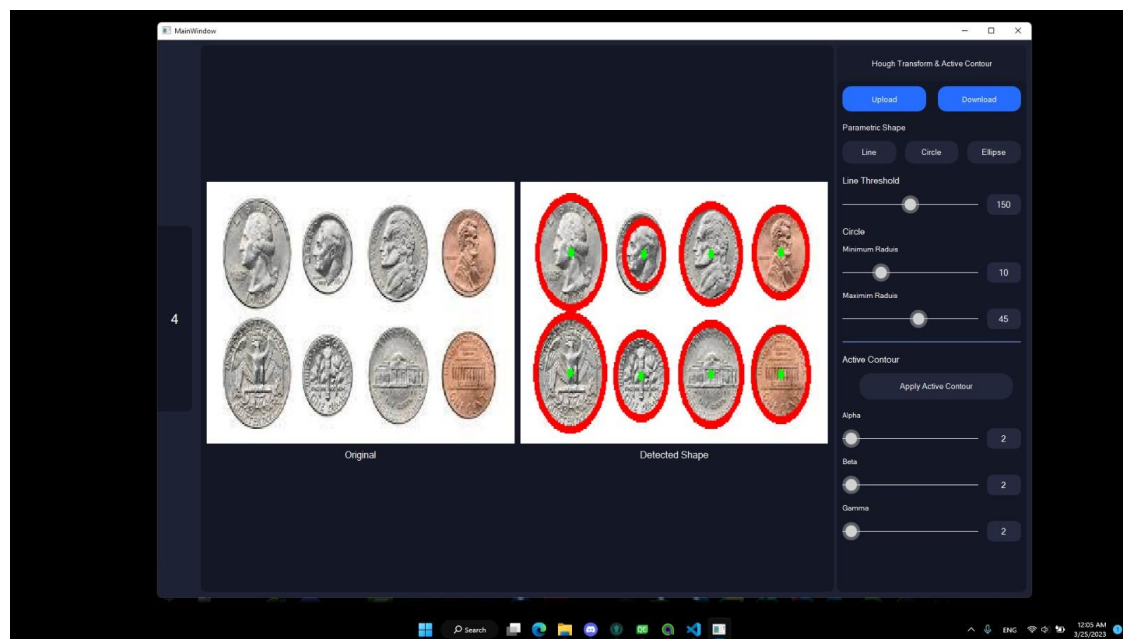 MainWindow
Hough Transform & Active Contour
Upload
Download
Parametric Shape
Line
Circle
Ellipse
Line Threshold
150
Circle
Minimum Raduis
10
Maximim Raduis
45
4
Active Contour
Apply Active Contour
Original
Detected Shape
Alpha
2
Beta
2
Gamma
2
Search
ENG
12:05 AM
3/25/2023